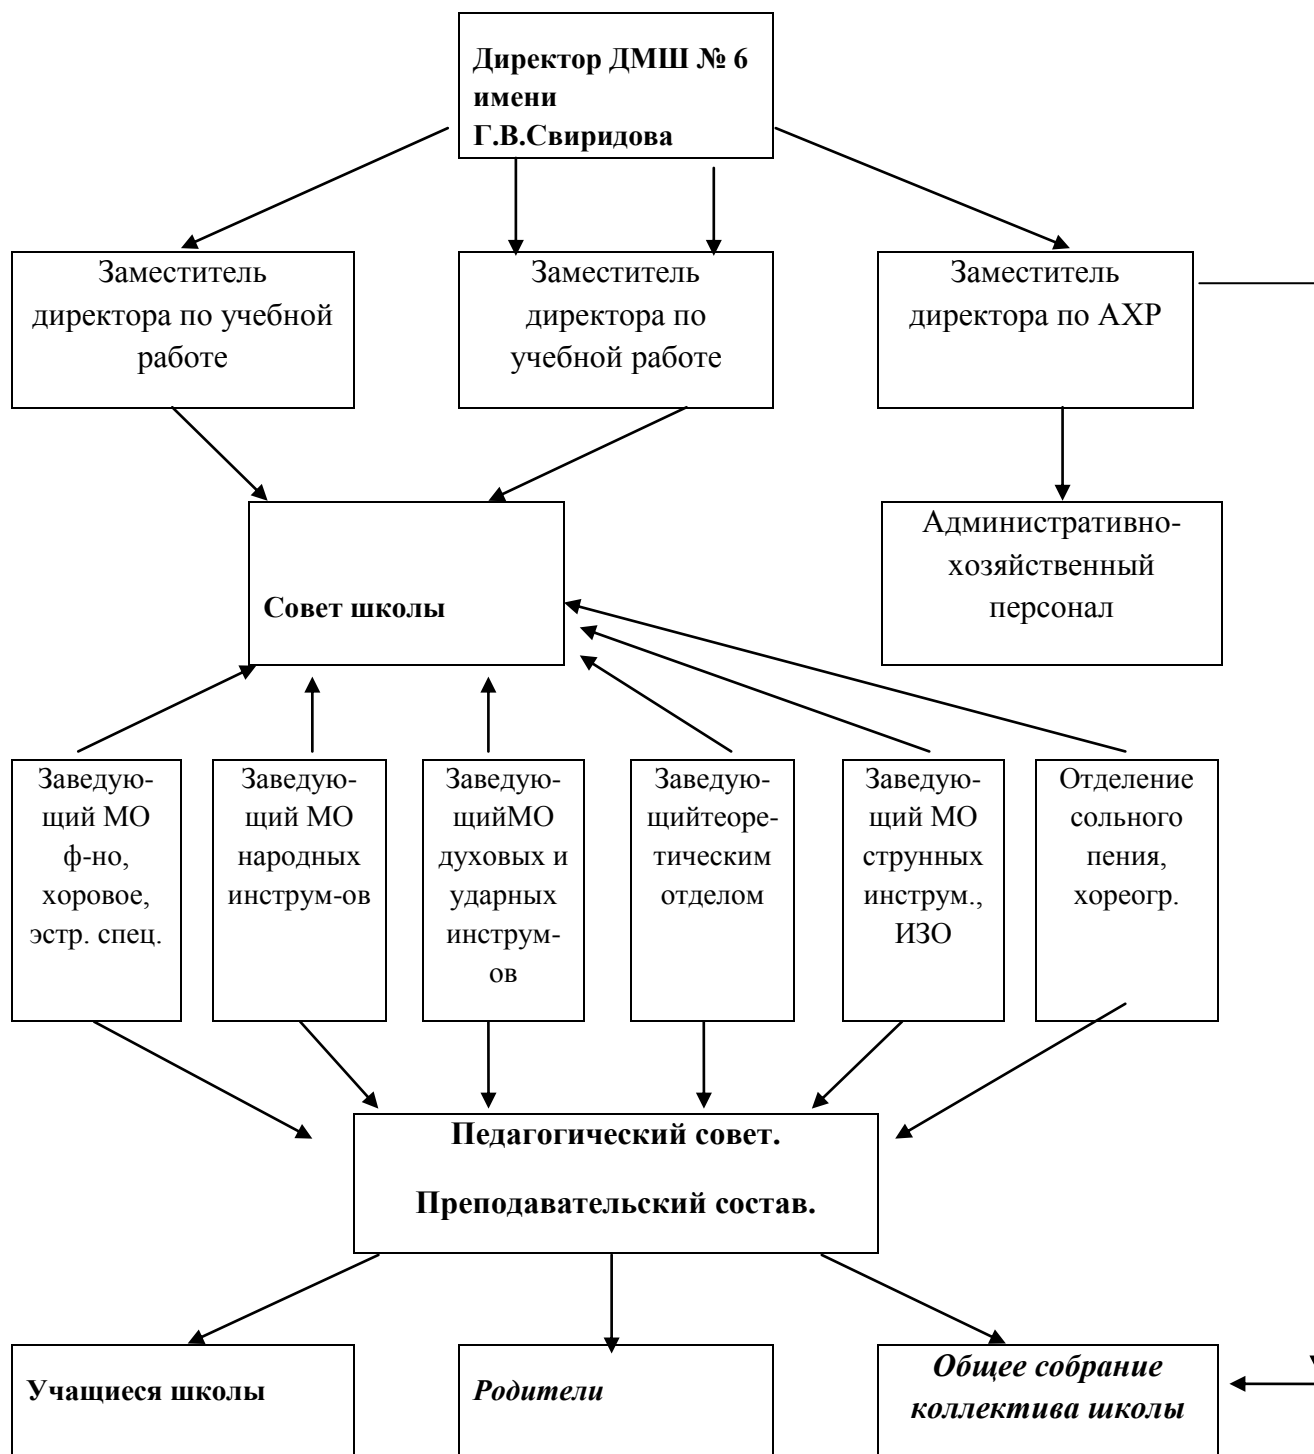 Директор ДМШ № 6
имени
Г.В.Свиридова
Заместитель
директора по учебной
работе
Заместитель
директора по
учебной работе
Заместитель
директора по АХР
Административно-
хозяйственный
персонал
Совет школы
Заведую-
щий МО
ф-но,
хоровое,
эстр. спец.
Заведую-
щий МО
народных
инструм-ов
Заведую-
щийМО
духовых и
ударных
инструм-
ов
Заведую-
щийтеоре-
тическим
отделом
Заведую-
щий МО
струнных
инструм.,
ИЗО
Отделение
сольного
пения,
хореогр.
Педагогический совет.
Преподавательский состав.
Учащиеся школы
Родители
Общее собрание
коллектива школы